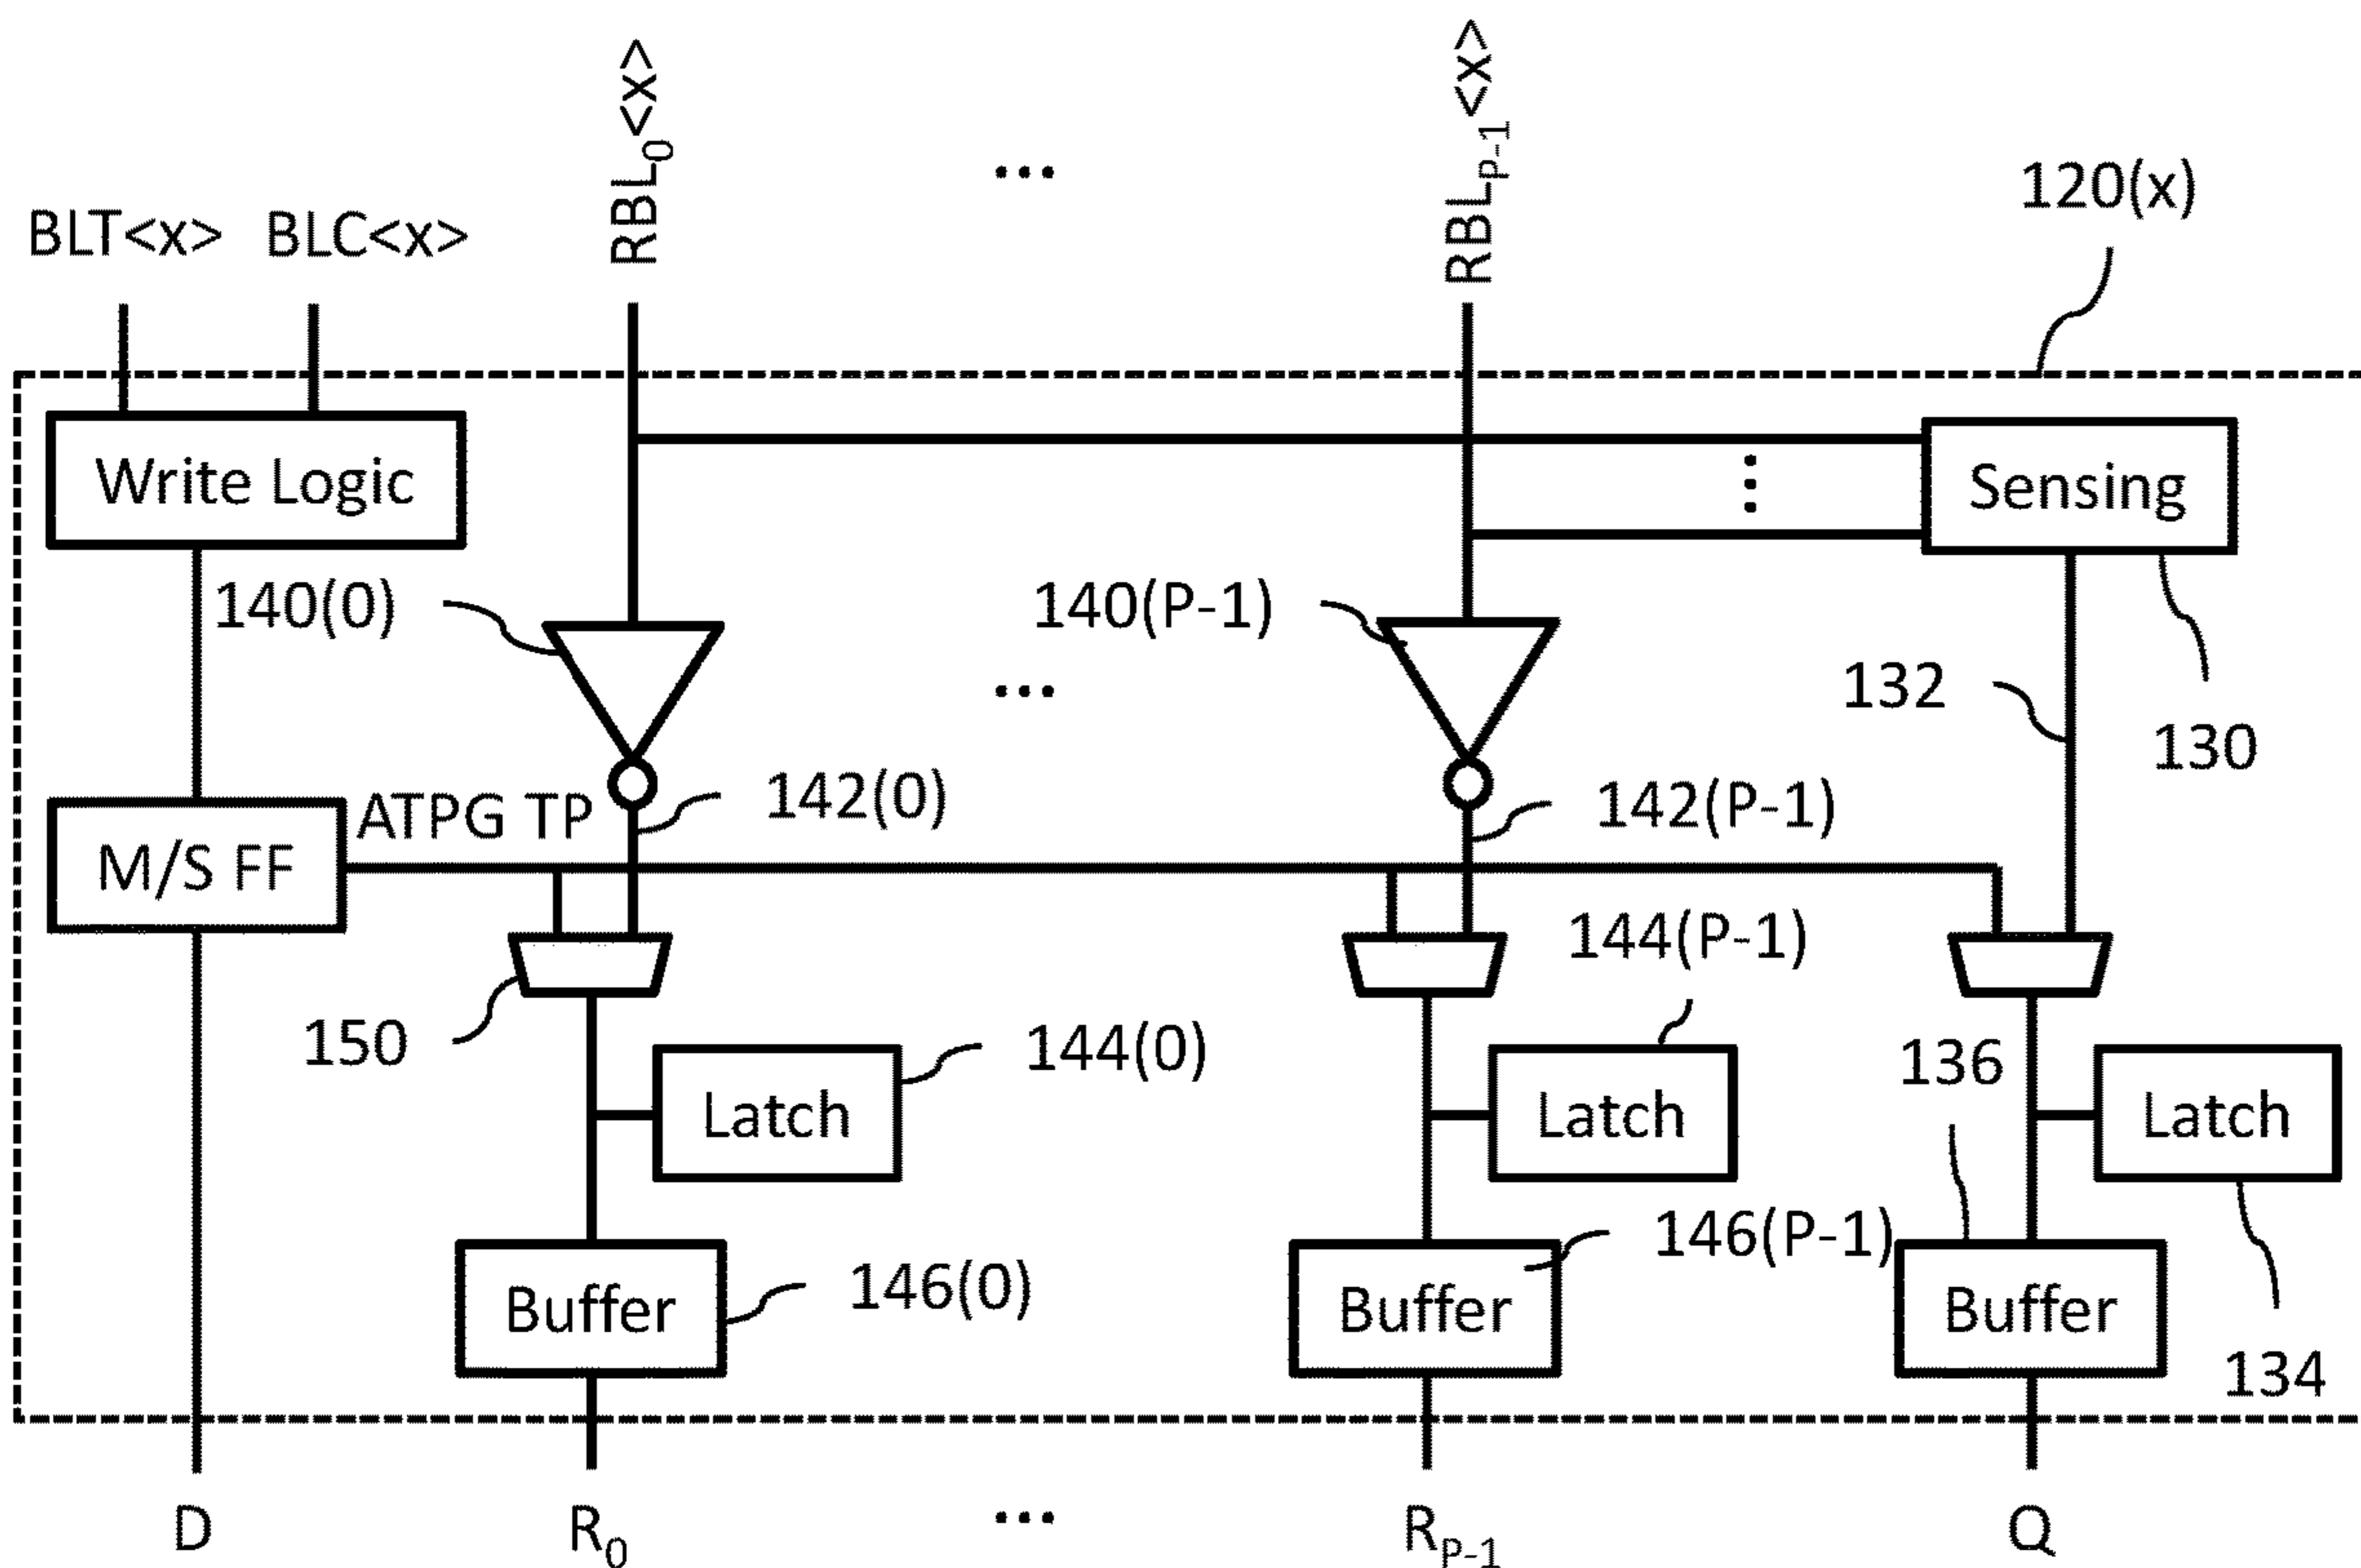 RBL0<x>
RBLP-1<x>
...
120(x)
BLT<x>
BLC<x>
Write Logic
Sensing
140(0)
140(P-1)
...
132
130
142(0)
142(P-1)
ATPG TP
M/S FF
144(P-1)
150
144(0)
136
Latch
Latch
Latch
146(0)
146(P-1)
Buffer
Buffer
Buffer
134
D
R0
...
RP-1
Q